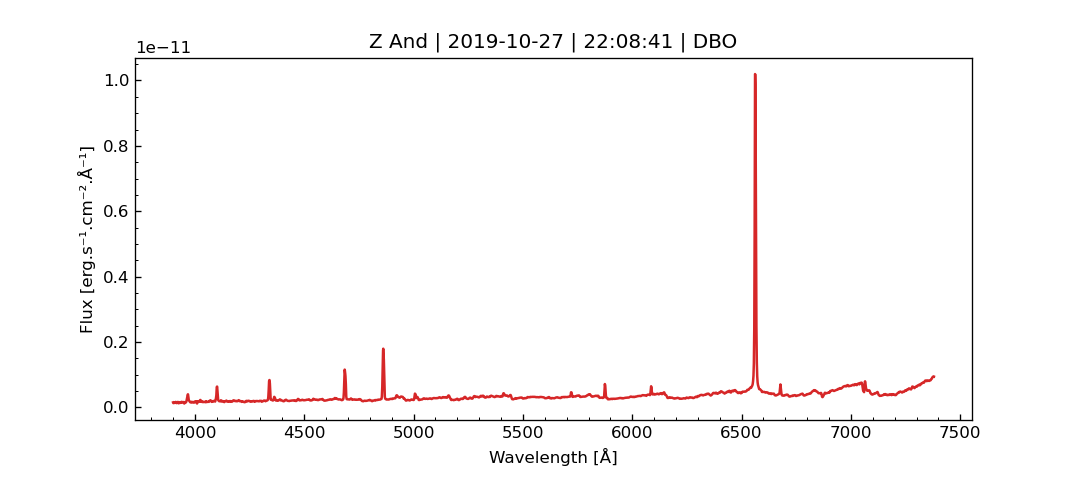 Z And | 2019-10-27 | 22:08:41 | DBO
1e−11
1.0
0.8
0.6
0.4
0.2
0.0
Flux [erg.s⁻¹.cm⁻².Å⁻¹]
4000 4500 5000 5500 6000 6500 7000 7500
Wavelength [Å]